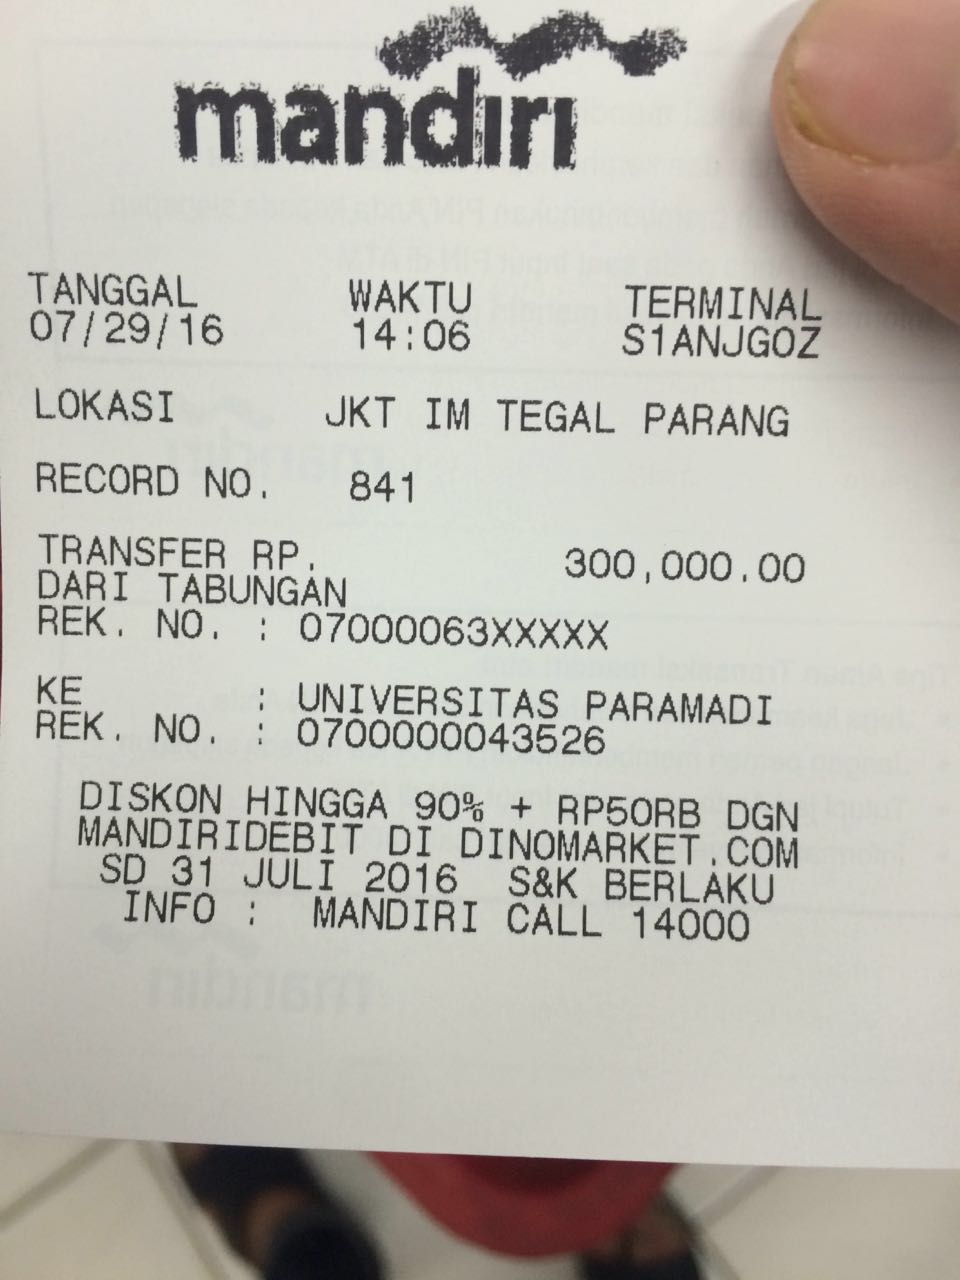 mandiri
TANGGAL WAKTU TERMINAL
07/29/16 14:06 S1ANJGOZ
LOKASI JKT IM TEGAL PARANG
RECORD NO. 841
TRANSFER RP. 300,000.00
DARI TABUNGAN
REK. NO. : 07000063XXXXX
KE : UNIVERSITAS PARAMADI
REK. NO. : 0700000043526
DISKON HINGGA 90% + RP50RB DGN
MANDIRIDEBIT DI DINOMARKET.COM
SD 31 JULI 2016 S&K BERLAKU
INFO : MANDIRI CALL 14000